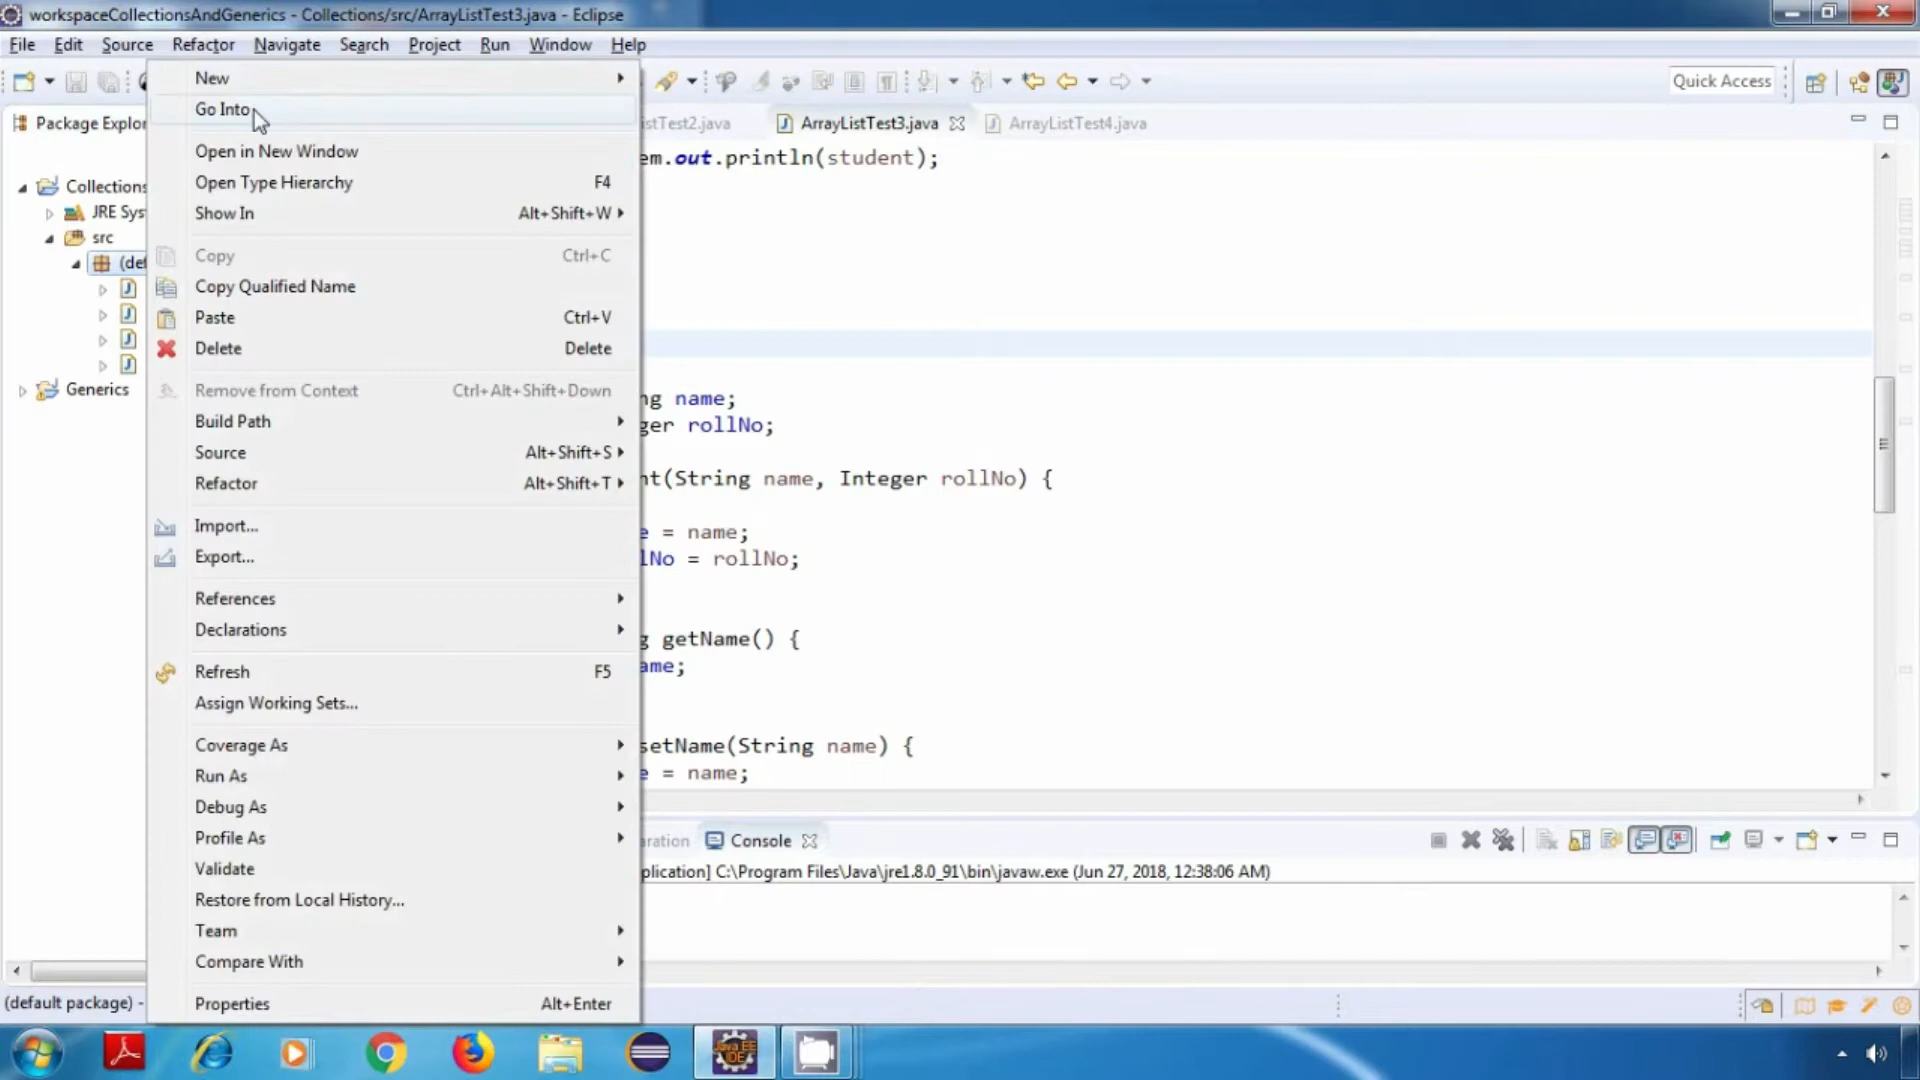 workspaceCollectionsAndGenerics - Collections/src/ArrayListTest3.java - Eclipse
File Edit Source Refactor Navigate Search Project Run Window Help
Quick Access
Package Explor
istTest2.java ArrayListTest3.java ArrayListTest4.java
Collections
JRE Sys
src
(def
Generics
New
Go Into
Open in New Window
Open Type Hierarchy F4
Show In Alt+Shift+W
Copy Ctrl+C
Copy Qualified Name
Paste Ctrl+V
Delete Delete
Remove from Context Ctrl+Alt+Shift+Down
Build Path
Source Alt+Shift+S
Refactor Alt+Shift+T
Import...
Export...
References
Declarations
Refresh F5
Assign Working Sets...
Coverage As
Run As
Debug As
Profile As
Validate
Restore from Local History...
Team
Compare With
Properties Alt+Enter
em.out.println(student);
ng name;
ger rollNo;
nt(String name, Integer rollNo) {
e = name;
lNo = rollNo;
g getName() {
ame;
setName(String name) {
e = name;
aration Console
plication] C:\Program Files\Java\jre1.8.0_91\bin\javaw.exe (Jun 27, 2018, 12:38:06 AM)
(default package) -
Java EE
IDE